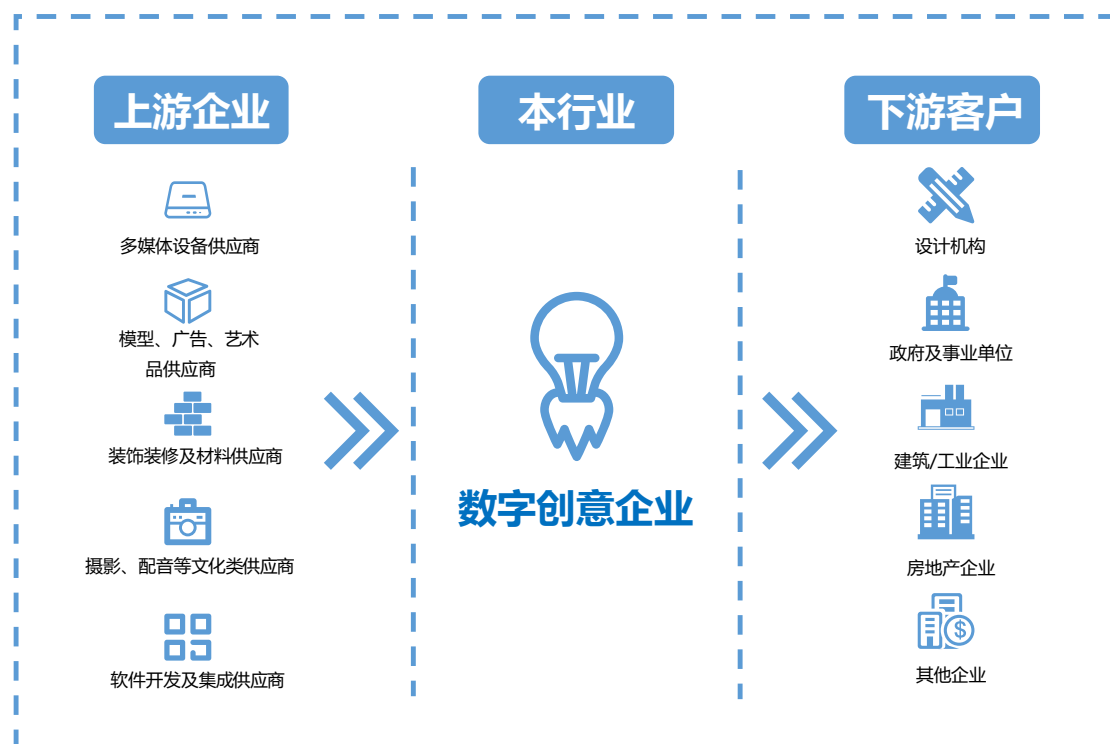 上游企业
多媒体设备供应商
模型、广告、艺术
品供应商
装饰装修及材料供应商
摄影、配音等文化类供应商
软件开发及集成供应商
本行业
数字创意企业
下游客户
设计机构
政府及事业单位
建筑/工业企业
房地产企业
$
其他企业